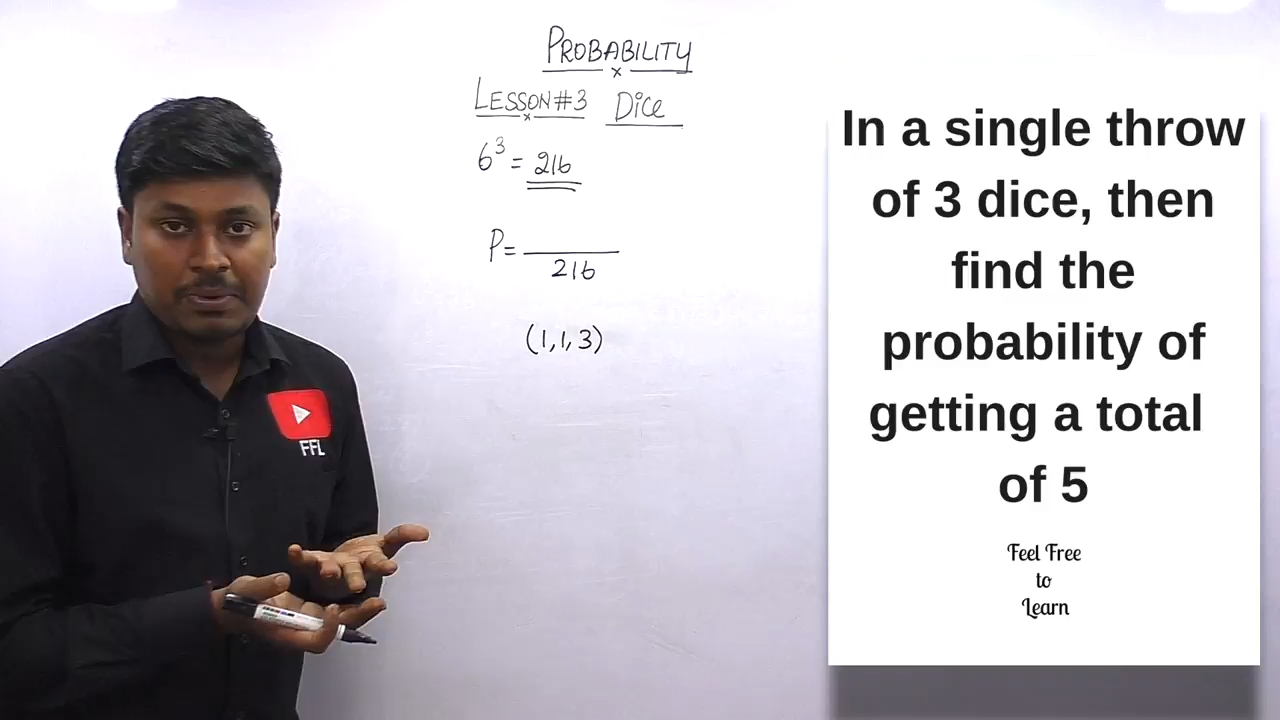 PROBABILITY
LESSON#3 Dice
6³ = 216
P= ―
216
(1,1,3)
FFL
In a single throw
of 3 dice, then
find the
probability of
getting a total
of 5
Feel Free
to
Learn